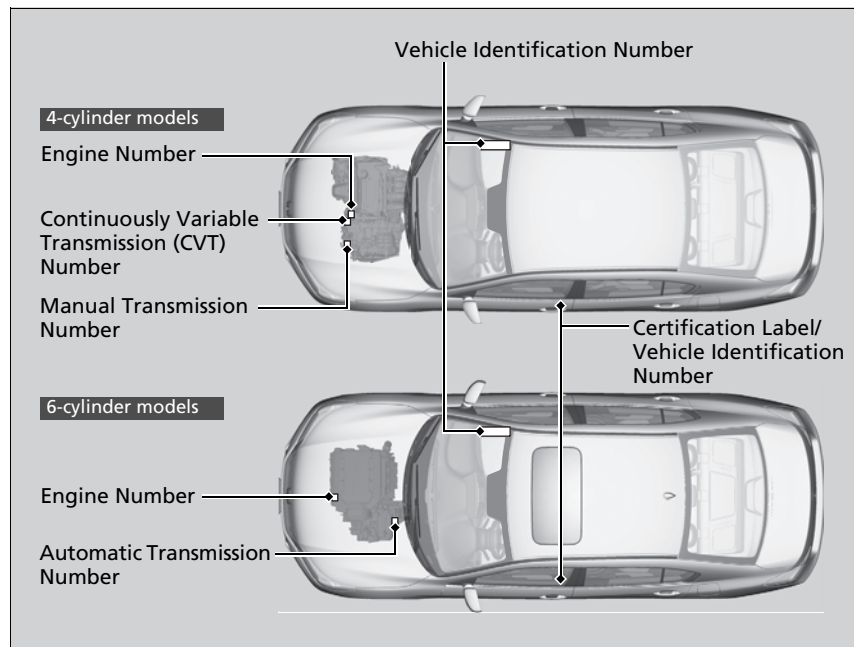 Vehicle Identification Number
4-cylinder models
Engine Number
Continuously Variable
Transmission (CVT)
Number
Manual Transmission
Number
Certification Label/
Vehicle Identification
Number
6-cylinder models
Engine Number
Automatic Transmission
Number